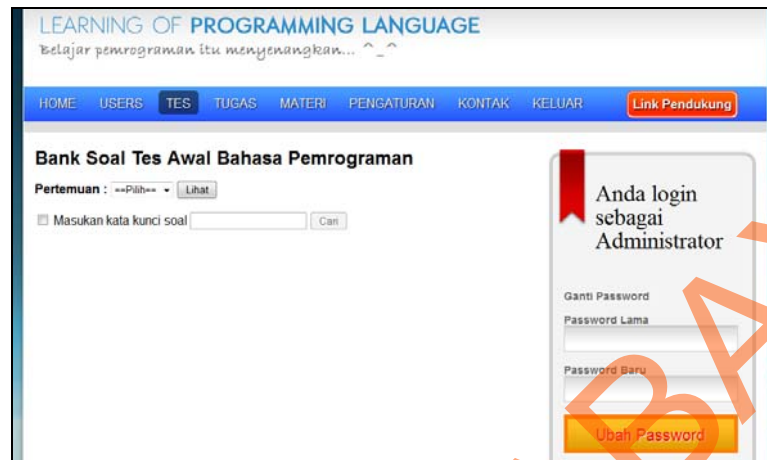 LEARNING OF PROGRAMMING LANGUAGE
Belajar pemrograman itu menyenangkan... ^_^
HOME USERS TES TUGAS MATERI PENGATURAN KONTAK KELUAR Link Pendukung
Bank Soal Tes Awal Bahasa Pemrograman
Pertemuan : ==Pilih== Lihat
Masukan kata kunci soal Cari
Anda login
sebagai
Administrator
Ganti Password
Password Lama
Password Baru
Ubah Password